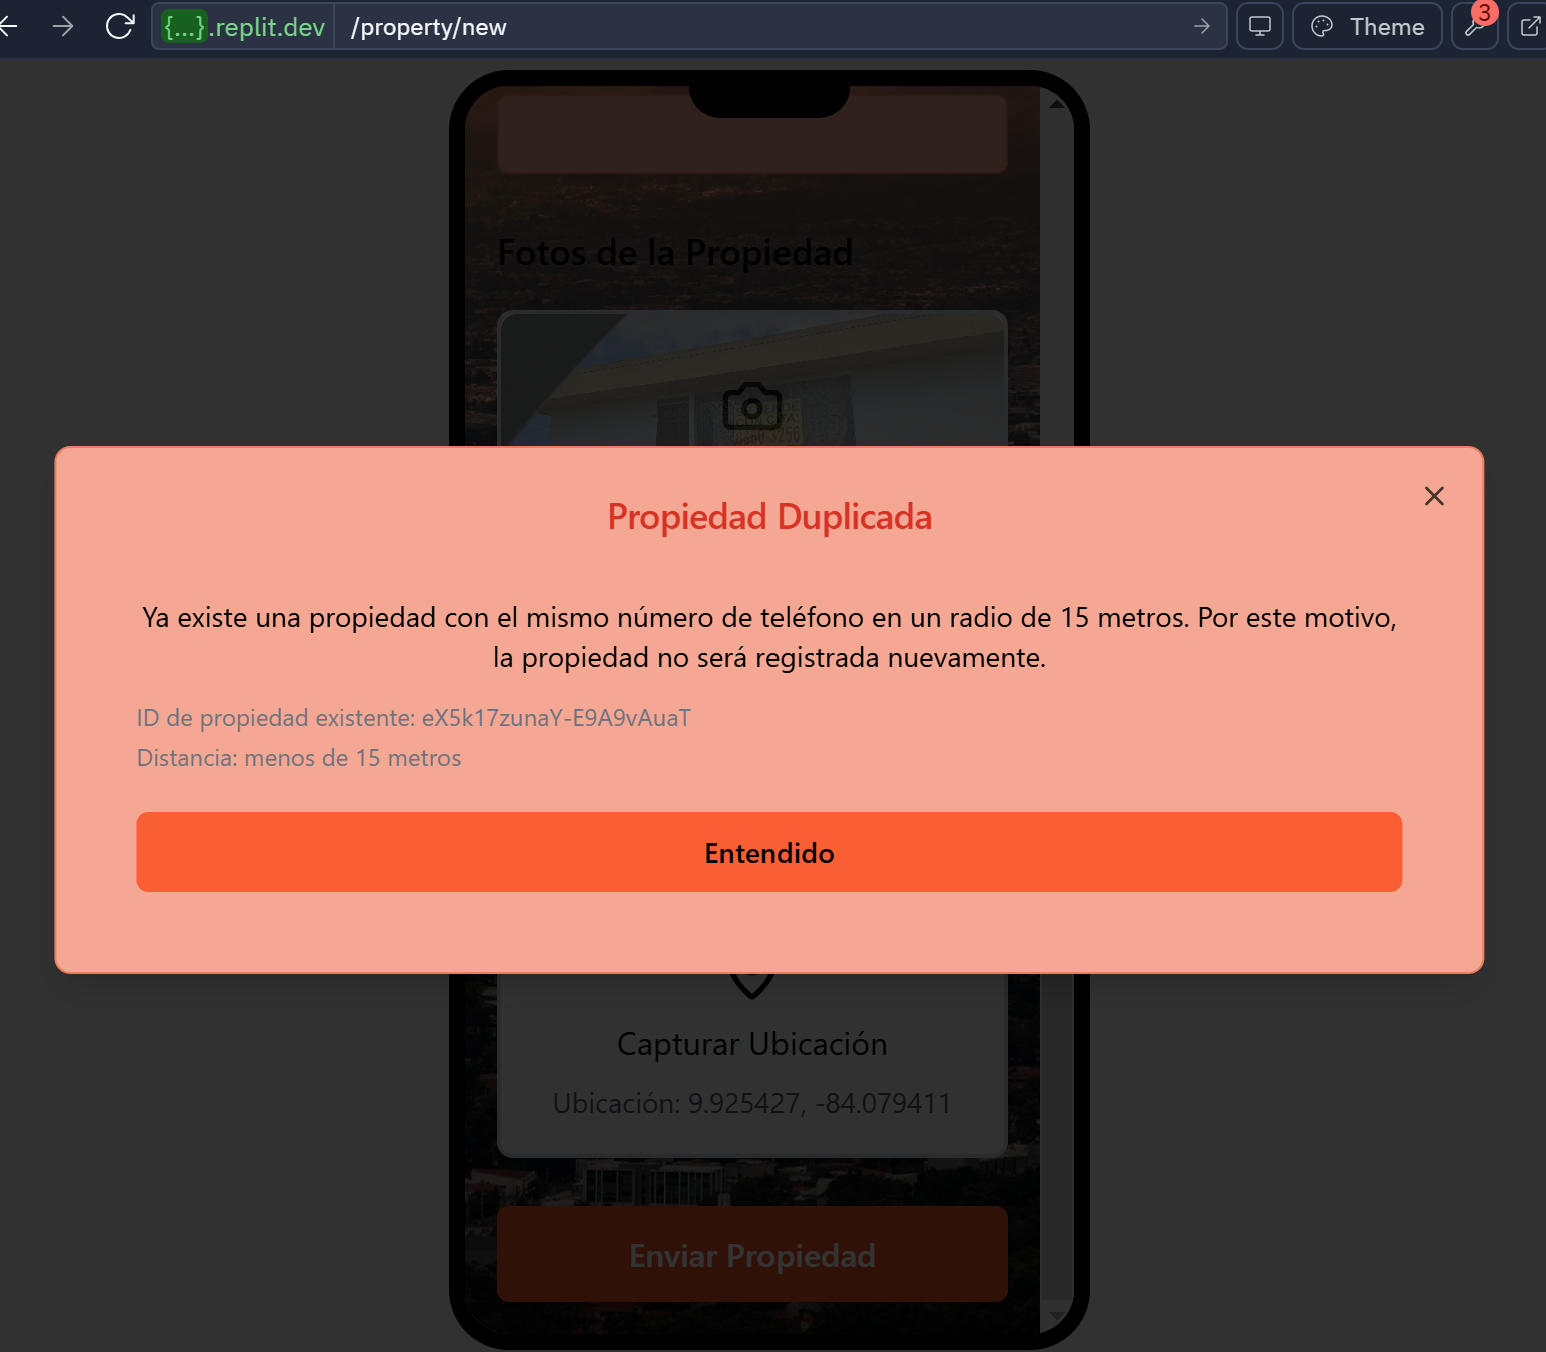 {...}.replit.dev /property/new Theme 3
Fotos de la Propiedad
Propiedad Duplicada
Ya existe una propiedad con el mismo número de teléfono en un radio de 15 metros. Por este motivo,
la propiedad no será registrada nuevamente.
ID de propiedad existente: eX5k17zunaY-E9A9vAuaT
Distancia: menos de 15 metros
Entendido
Capturar Ubicación
Ubicación: 9.925427, -84.079411
Enviar Propiedad